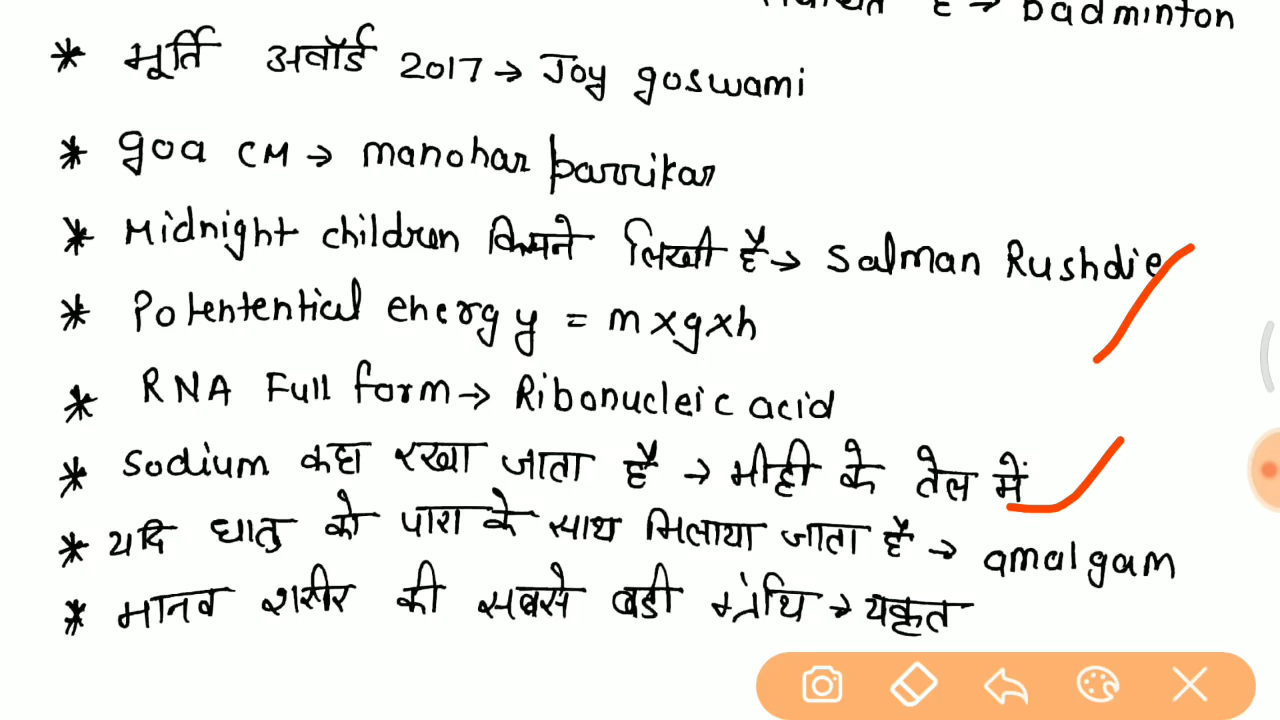 है → badminton
* मूर्ति अवॉर्ड 2017 → Joy goswami
* goa CM → manohar parrikar
* Midnight children किसने लिखी है → Salman Rushdie
* Potentential energy = m×g×h
* RNA Full form → Ribonucleic acid
* Sodium कहा रखा जाता है → मीट्टी के तेल में
* यदि धातु को पारा के साथ मिलाया जाता है → amalgam
* मानव शरीर की सबसे बडी ग्रंथि → यकृत